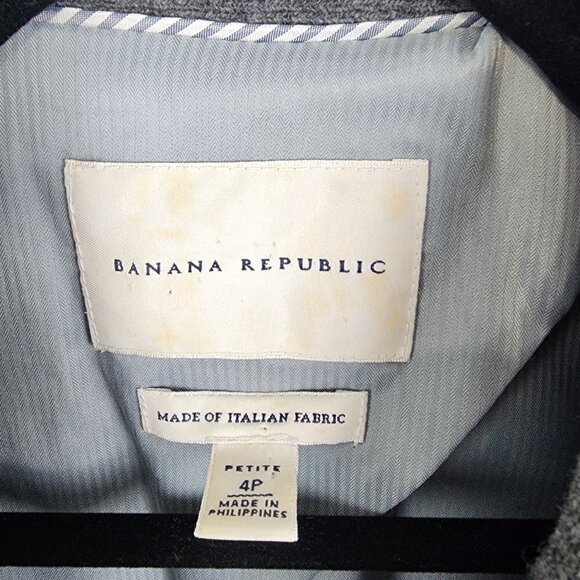 BANANA REPUBLIC
MADE OF ITALIAN FABRIC
PETITE
4P
MADE IN
PHILIPPINES